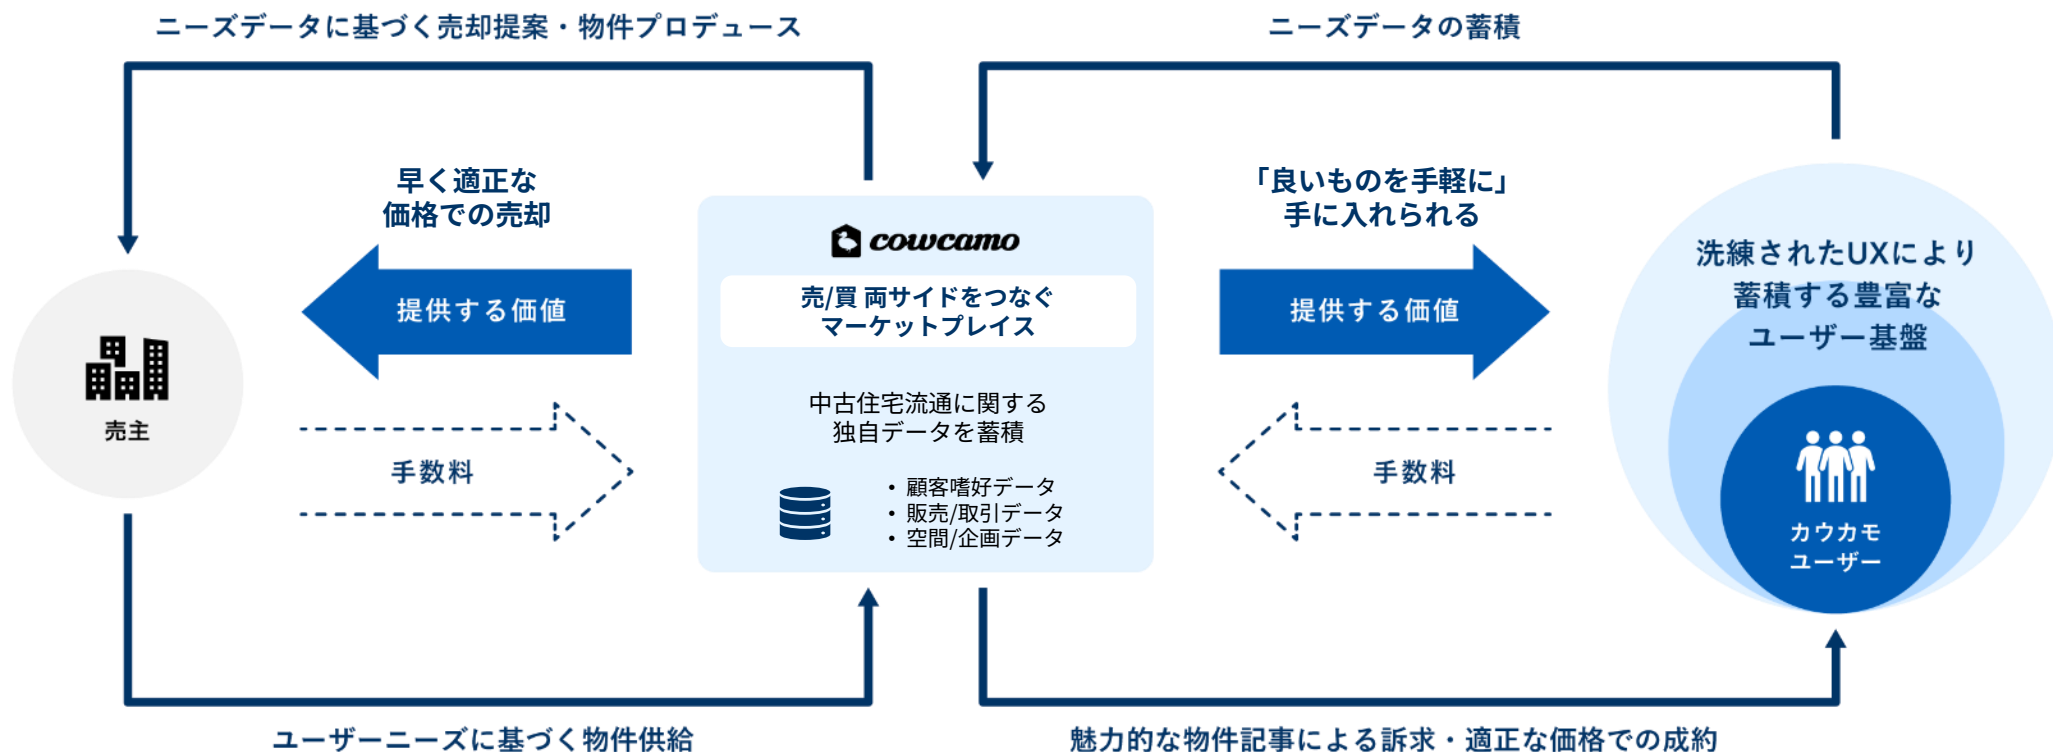 ニーズデータに基づく売却提案・物件プロデュース
ニーズデータの蓄積
早く適正な
価格での売却
提供する価値
手数料
売主
cowcamo
売/買 両サイドをつなぐ
マーケットプレイス
中古住宅流通に関する
独自データを蓄積
• 顧客嗜好データ
• 販売/取引データ
• 空間/企画データ
「良いものを手軽に」
手に入れられる
提供する価値
手数料
洗練されたUXにより
蓄積する豊富な
ユーザー基盤
カウカモ
ユーザー
ユーザーニーズに基づく物件供給
魅力的な物件記事による訴求・適正な価格での成約